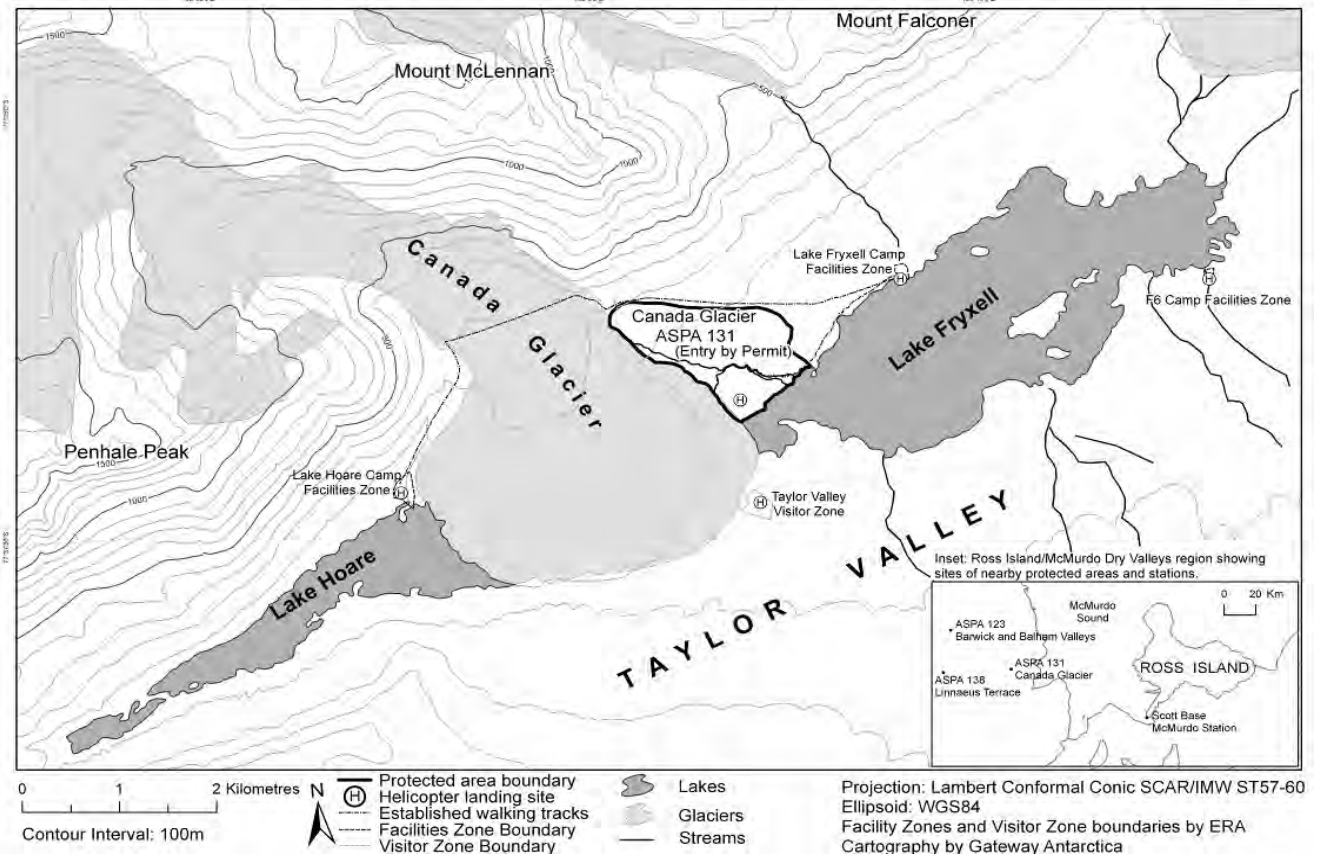 Mount Falconer
1500
Mount McLennan
500
1000
1000
Canada Glacier
Lake Fryxell Camp
Facilities Zone
H
F6 Camp Facilities Zone
H
Canada Glacier
ASPA 131
(Entry by Permit)
H
Lake Fryxell
Penhale Peak
1500
1000
Lake Hoare Camp
Facilities Zone
H
H
Taylor Valley
Visitor Zone
Lake Hoare
TAYLOR VALLEY
Inset: Ross Island/McMurdo Dry Valleys region showing
sites of nearby protected areas and stations.
0 20 Km
McMurdo
Sound
ASPA 123
Barwick and Balham Valleys
ASPA 131
Canada Glacier
ASPA 138
Linnaeus Terrace
ROSS ISLAND
Scott Base
McMurdo Station
0 1 2 Kilometres
Contour Interval: 100m
N
Protected area boundary
H Helicopter landing site
Established walking tracks
Facilities Zone Boundary
Visitor Zone Boundary
Lakes
Glaciers
Streams
Projection: Lambert Conformal Conic SCAR/IMW ST57-60
Ellipsoid: WGS84
Facility Zones and Visitor Zone boundaries by ERA
Cartography by Gateway Antarctica